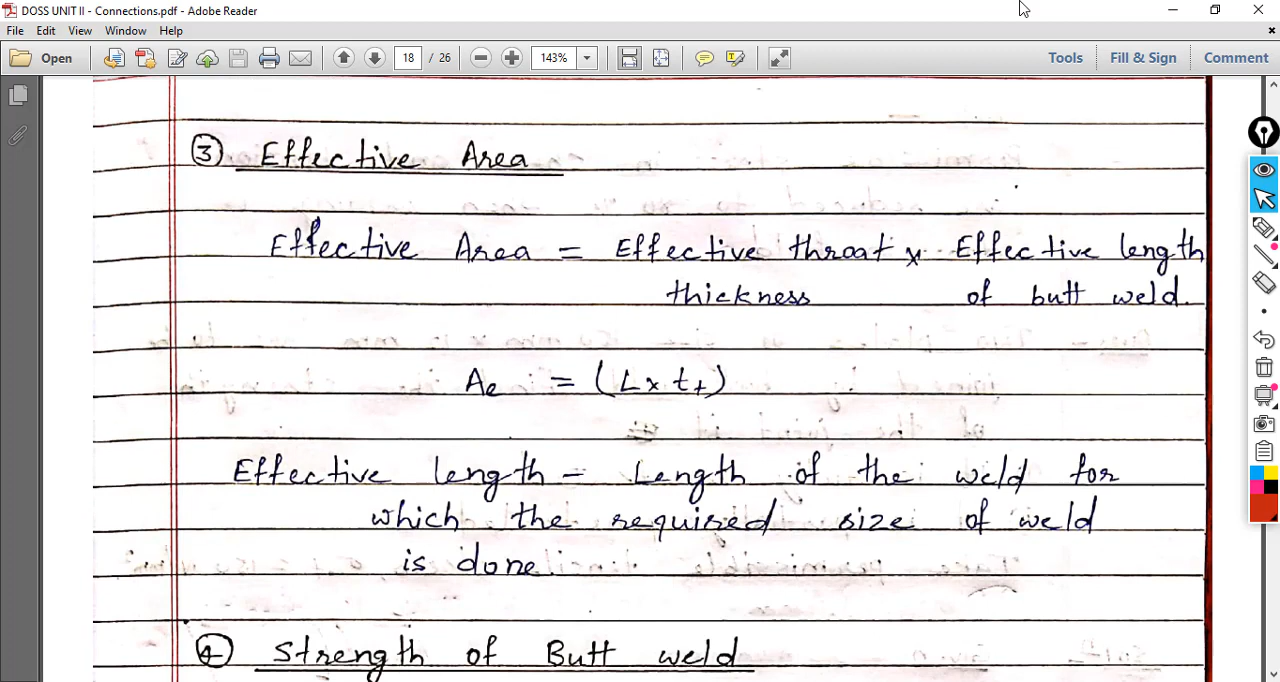 DOSS UNIT II - Connections.pdf - Adobe Reader
File Edit View Window Help
Open 18 / 26 143% Tools Fill & Sign Comment
3 Effective Area
Effective Area = Effective throat x Effective length
thickness of butt weld.
Ae = (L x tt)
Effective length = Length of the weld for
which the required size of weld
is done.
4 Strength of Butt weld